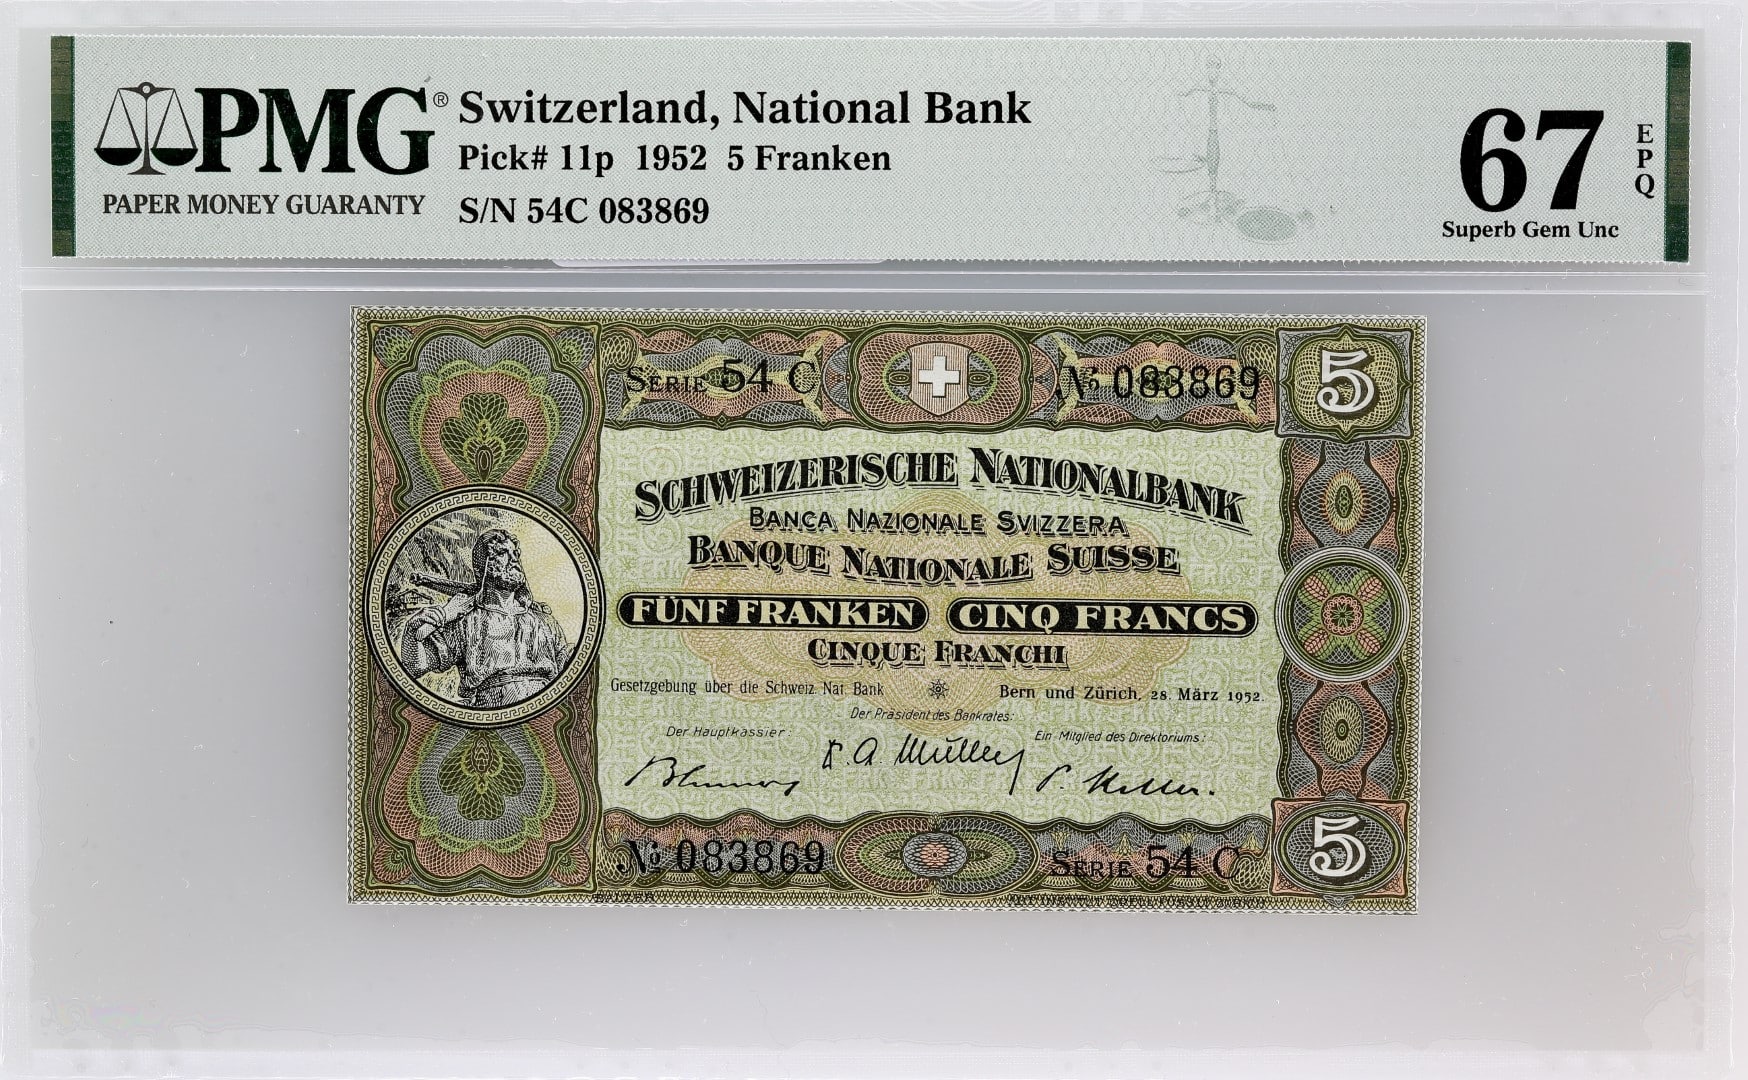 PMG®
PAPER MONEY GUARANTY
Switzerland, National Bank
Pick# 11p 1952 5 Franken
S/N 54C 083869
67
EPQ
Superb Gem Unc
SERIE 54 C
№ 083869
5
SCHWEIZERISCHE NATIONALBANK
BANCA NAZIONALE SVIZZERA
BANQUE NATIONALE SUISSE
FÜNF FRANKEN CINQ FRANCS
CINQUE FRANCHI
Gesetzgebung über die Schweiz. Nat. Bank
Bern und Zürich, 28. März 1952.
Der Präsident des Bankrates:
Der Hauptkassier:
Ein Mitglied des Direktoriums:
Müller
№ 083869
SERIE 54 C
5
BALZER